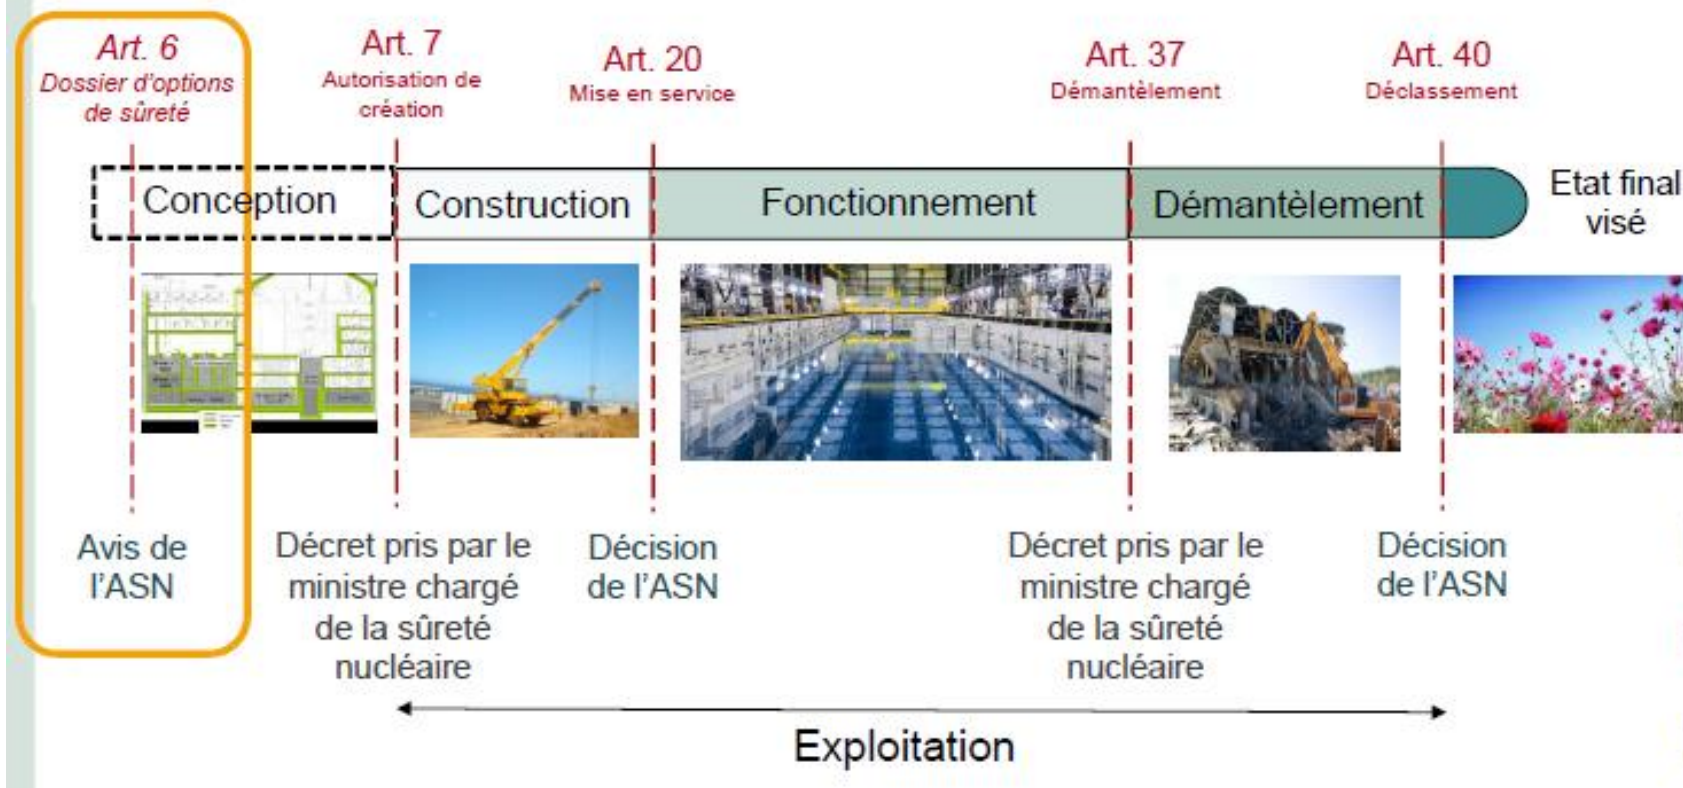 Art. 6
Dossier d'options
de sûreté
Art. 7
Autorisation de
création
Art. 20
Mise en service
Art. 37
Démantèlement
Art. 40
Déclassement
Conception
Construction
Fonctionnement
Démantèlement
Etat final
visé
Avis de
l'ASN
Décret pris par le
ministre chargé
de la sûreté
nucléaire
Décision
de l'ASN
Décret pris par le
ministre chargé
de la sûreté
nucléaire
Décision
de l'ASN
Exploitation